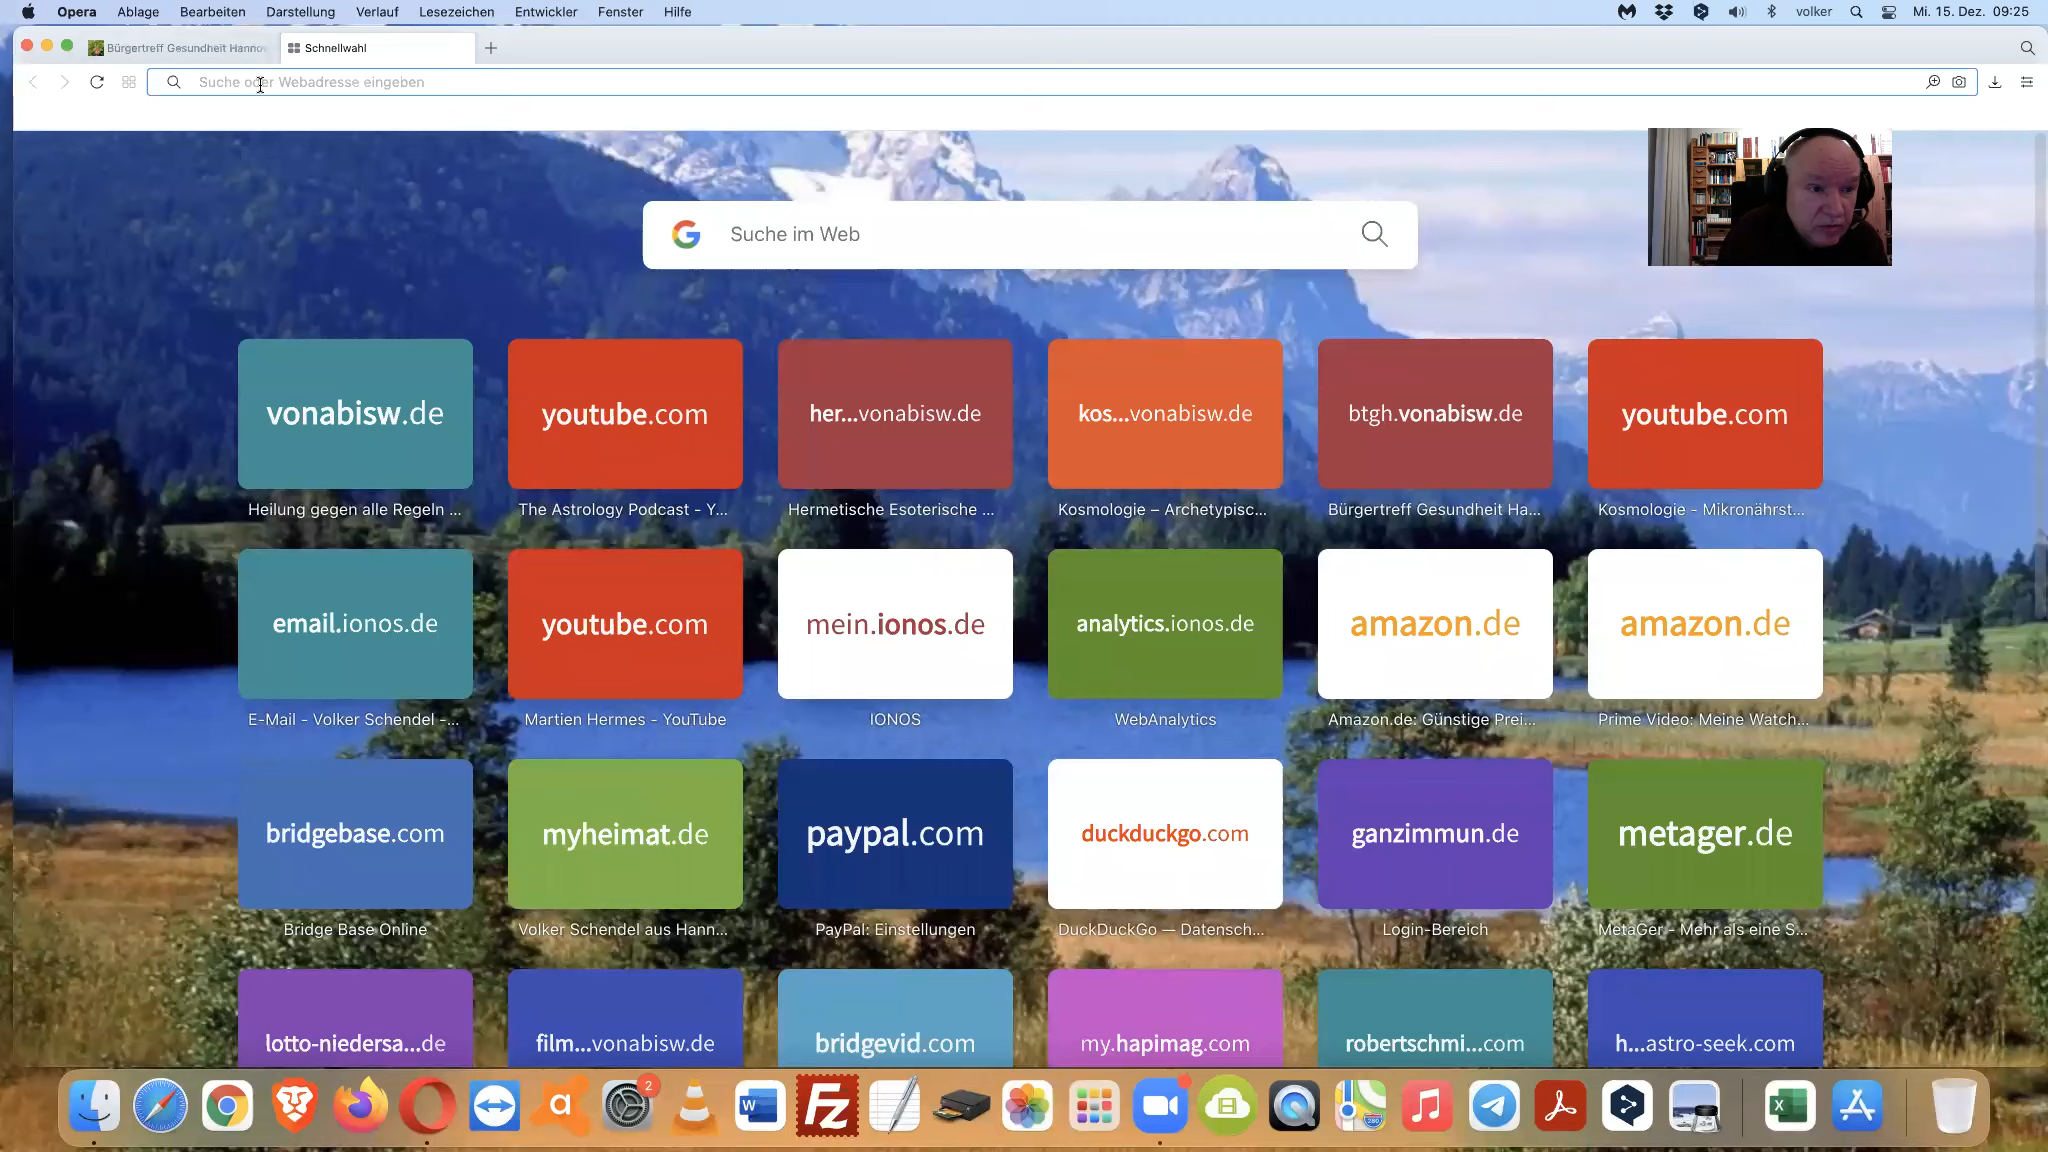 Opera Ablage Bearbeiten Darstellung Verlauf Lesezeichen Entwickler Fenster Hilfe volker Mi. 15. Dez. 09:25
Bürgertreff Gesundheit Hanno Schnellwahl
Suche oder Webadresse eingeben
Suche im Web
vonabisw.de youtube.com her...vonabisw.de kos...vonabisw.de btgh.vonabisw.de youtube.com
Heilung gegen alle Regeln ... The Astrology Podcast - Y... Hermetische Esoterische ... Kosmologie – Archetypisc... Bürgertreff Gesundheit Ha... Kosmologie - Mikronährst...
email.ionos.de youtube.com mein.ionos.de analytics.ionos.de amazon.de amazon.de
E-Mail - Volker Schendel -... Martien Hermes - YouTube IONOS WebAnalytics Amazon.de: Günstige Prei... Prime Video: Meine Watch...
bridgebase.com myheimat.de paypal.com duckduckgo.com ganzimmun.de metager.de
Bridge Base Online Volker Schendel aus Hann... PayPal: Einstellungen DuckDuckGo — Datensch... Login-Bereich MetaGer - Mehr als eine S...
lotto-niedersa...de film...vonabisw.de bridgevid.com my.hapimag.com robertschmi...com h...astro-seek.com
2
W
Fz
X